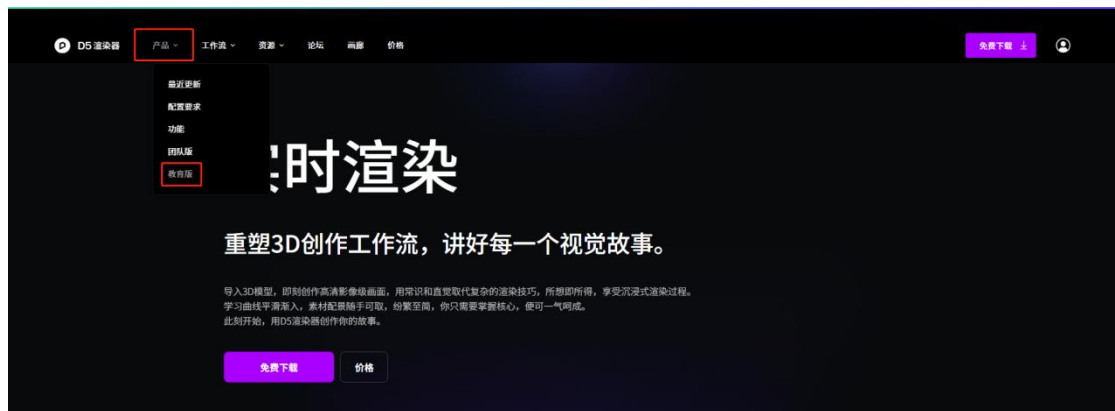 D5 渲染器 产品 工作流 资源 论坛 画廊 价格 免费下载
最近更新
配置要求
功能
团队版
教育版
时渲染
重塑3D创作工作流，讲好每一个视觉故事。
导入3D模型，即刻创作高清影像级画面，用常识和直觉取代复杂的渲染技巧，所想即所得，享受沉浸式渲染过程。
学习曲线平滑渐入，素材配景随手可取，纷繁至简，你只需要掌握核心，便可一气呵成。
此刻开始，用D5渲染器创作你的故事。
免费下载 价格